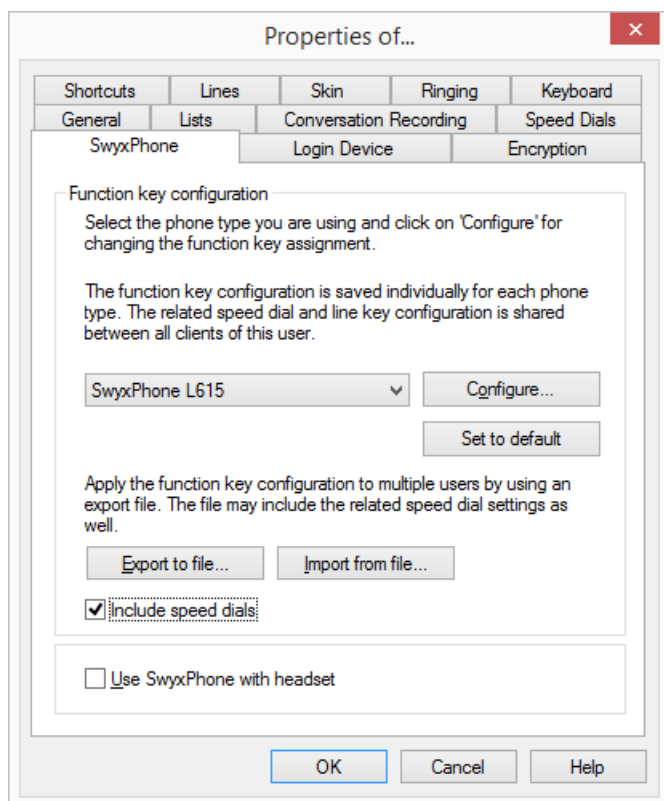 Properties of...
Shortcuts Lines Skin Ringing Keyboard
General Lists Conversation Recording Speed Dials
SwyxPhone Login Device Encryption
Function key configuration
Select the phone type you are using and click on 'Configure' for
changing the function key assignment.
The function key configuration is saved individually for each phone
type. The related speed dial and line key configuration is shared
between all clients of this user.
SwyxPhone L615 Configure...
Set to default
Apply the function key configuration to multiple users by using an
export file. The file may include the related speed dial settings as
well.
Export to file... Import from file...
Include speed dials
Use SwyxPhone with headset
OK Cancel Help